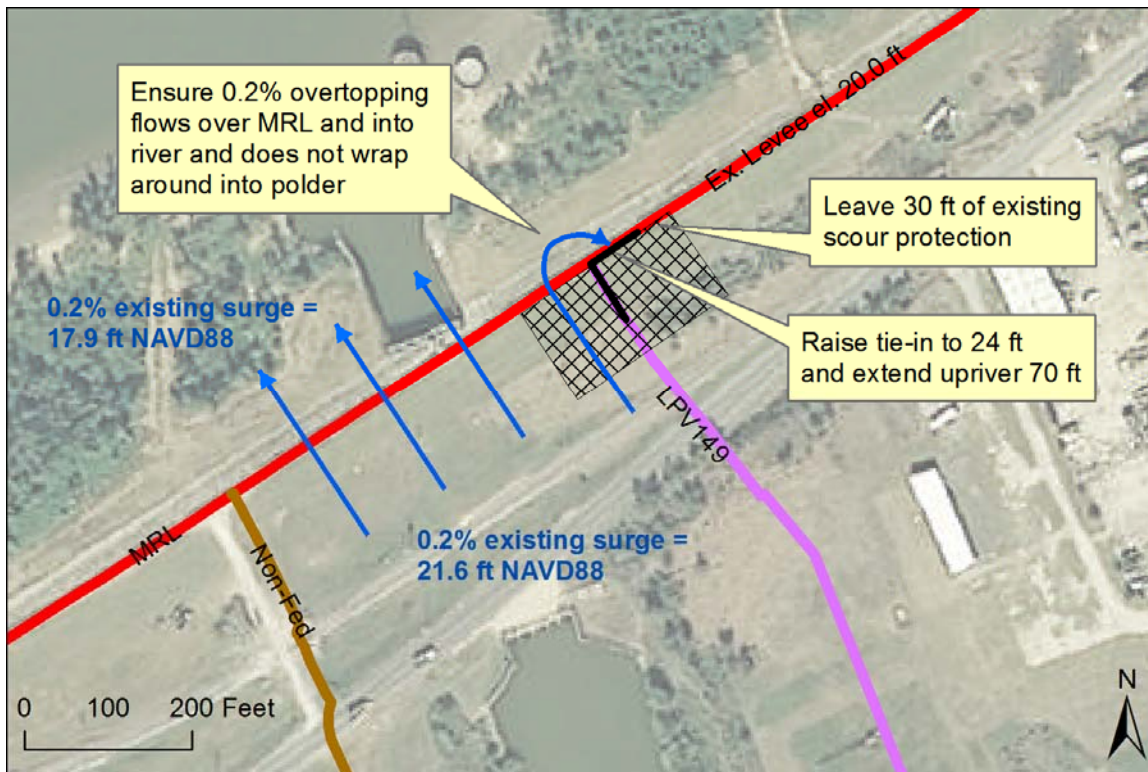 Ensure 0.2% overtopping
flows over MRL and into
river and does not wrap
around into polder
Ex. Levee el. 20.0 ft
Leave 30 ft of existing
scour protection
0.2% existing surge =
17.9 ft NAVD88
Raise tie-in to 24 ft
and extend upriver 70 ft
LPV149
MRL
Non-Fed
0.2% existing surge =
21.6 ft NAVD88
0 100 200 Feet
N